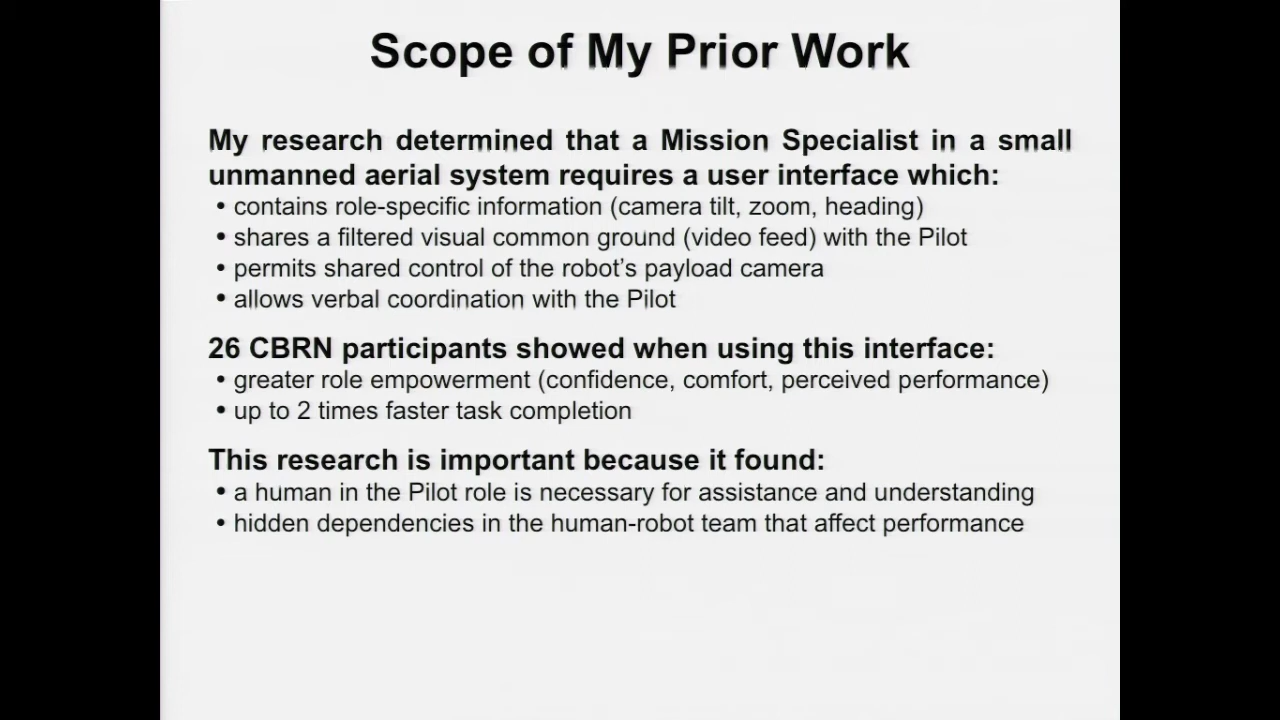 Scope of My Prior Work
My research determined that a Mission Specialist in a small
unmanned aerial system requires a user interface which:
• contains role-specific information (camera tilt, zoom, heading)
• shares a filtered visual common ground (video feed) with the Pilot
• permits shared control of the robot’s payload camera
• allows verbal coordination with the Pilot
26 CBRN participants showed when using this interface:
• greater role empowerment (confidence, comfort, perceived performance)
• up to 2 times faster task completion
This research is important because it found:
• a human in the Pilot role is necessary for assistance and understanding
• hidden dependencies in the human-robot team that affect performance